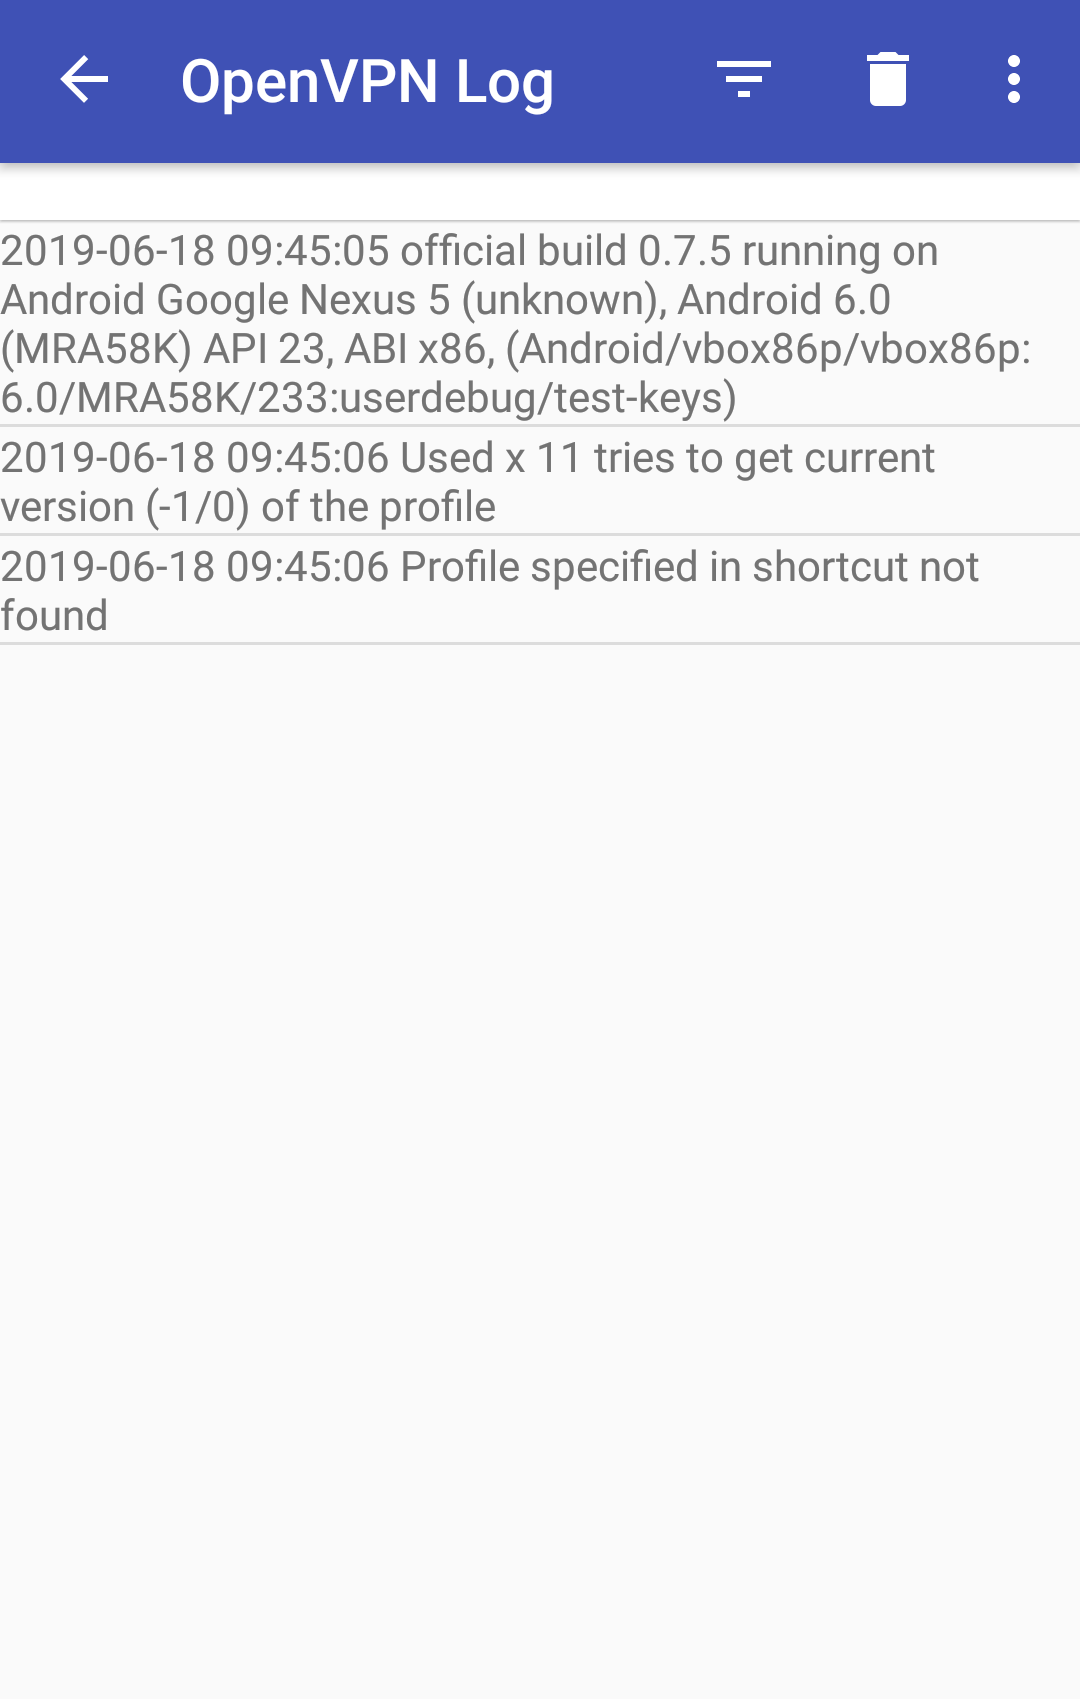 OpenVPN Log
2019-06-18 09:45:05 official build 0.7.5 running on
Android Google Nexus 5 (unknown), Android 6.0
(MRA58K) API 23, ABI x86, (Android/vbox86p/vbox86p:
6.0/MRA58K/233:userdebug/test-keys)
2019-06-18 09:45:06 Used x 11 tries to get current
version (-1/0) of the profile
2019-06-18 09:45:06 Profile specified in shortcut not
found